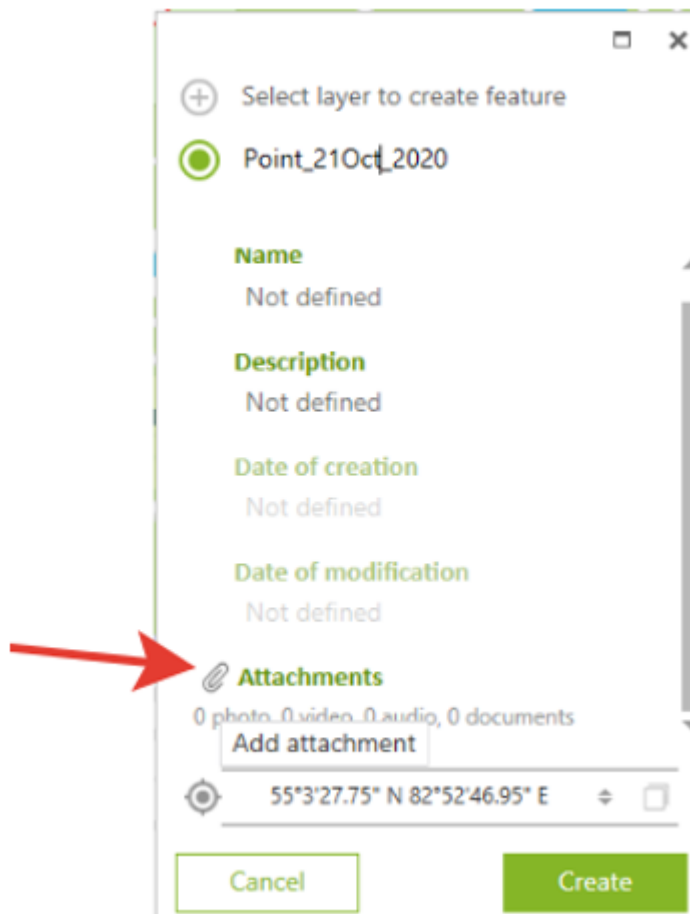 Select layer to create feature
Point_21Oct_2020
Name
Not defined
Description
Not defined
Date of creation
Not defined
Date of modification
Not defined
Attachments
0 photo, 0 video, 0 audio, 0 documents
Add attachment
55°3'27.75" N 82°52'46.95" E
Cancel
Create